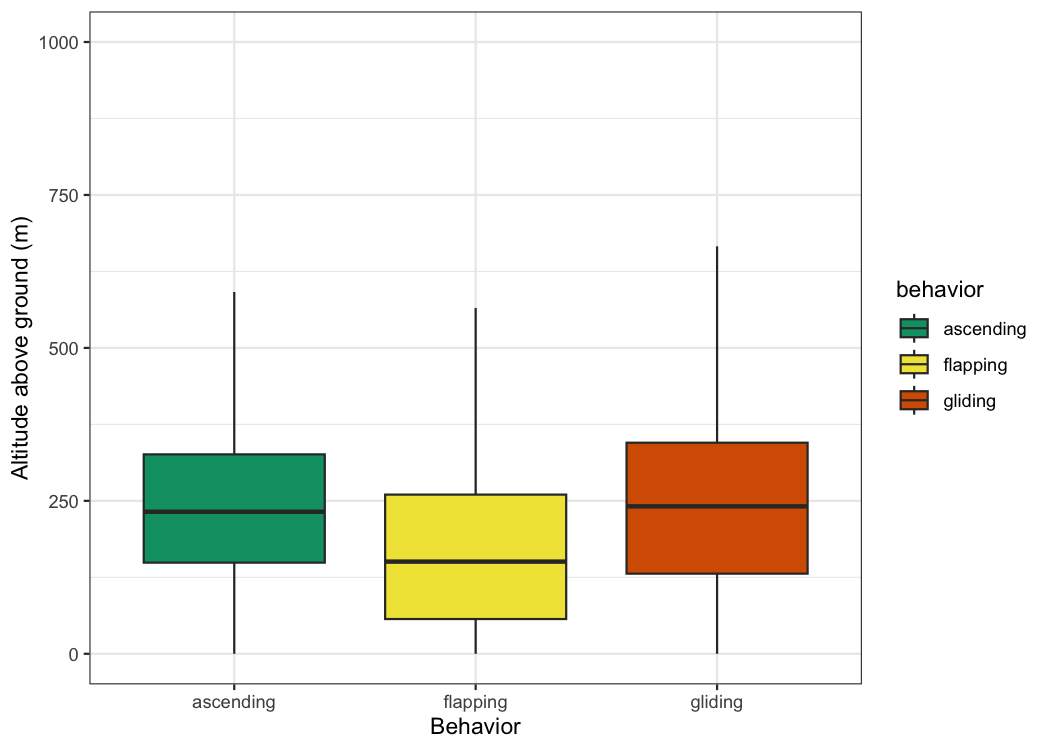 1000
750
500
250
0
Altitude above ground (m)
ascending
flapping
gliding
Behavior
behavior
ascending
flapping
gliding